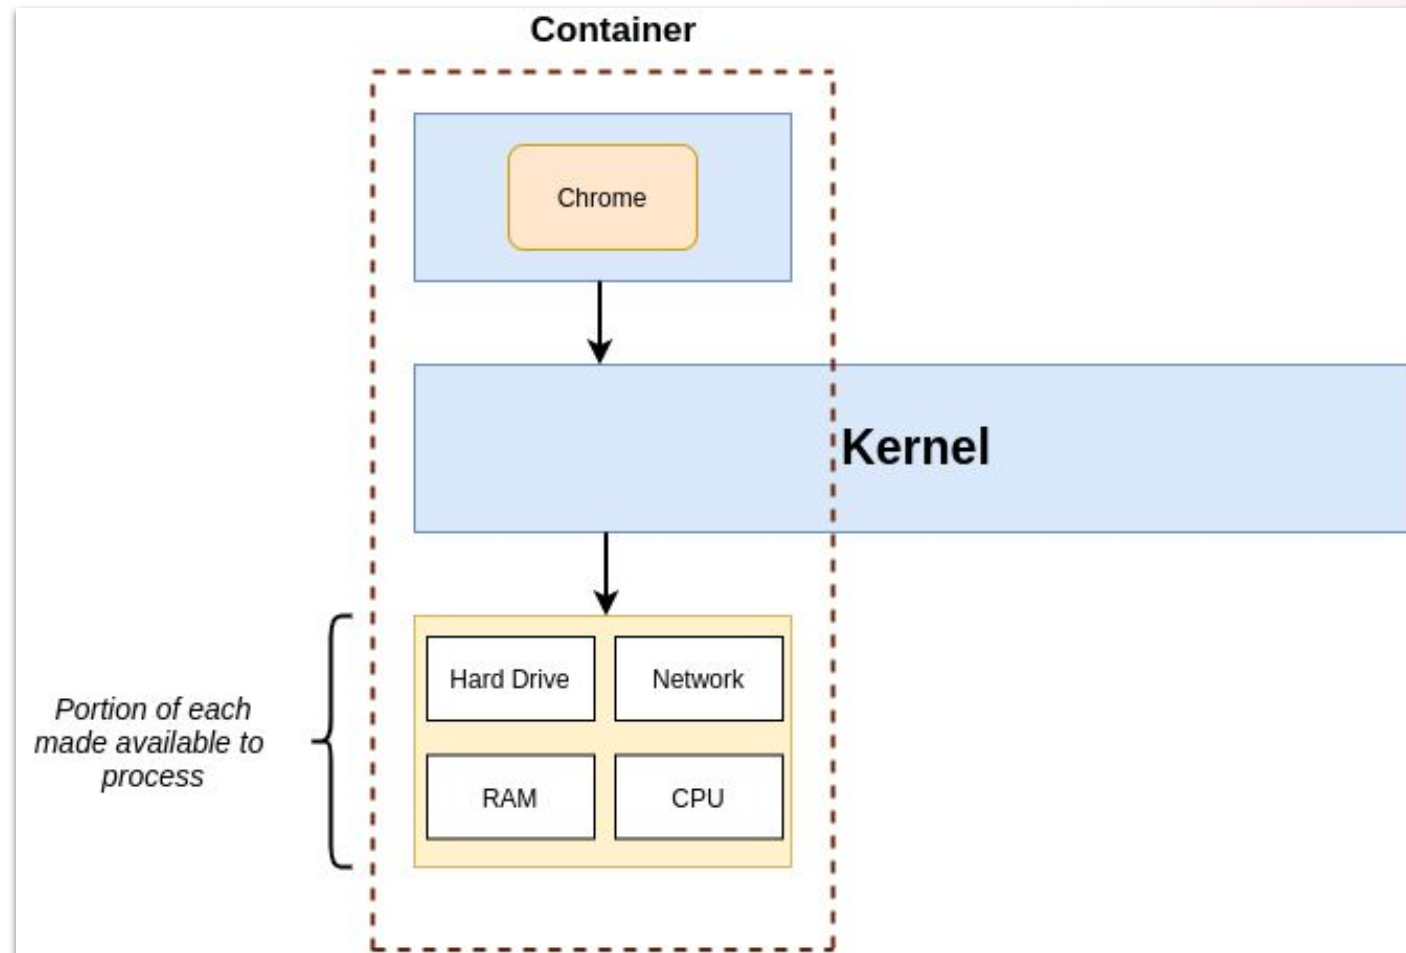 Container
Chrome
Kernel
Hard Drive
Network
Portion of each
made available to
process
RAM
CPU